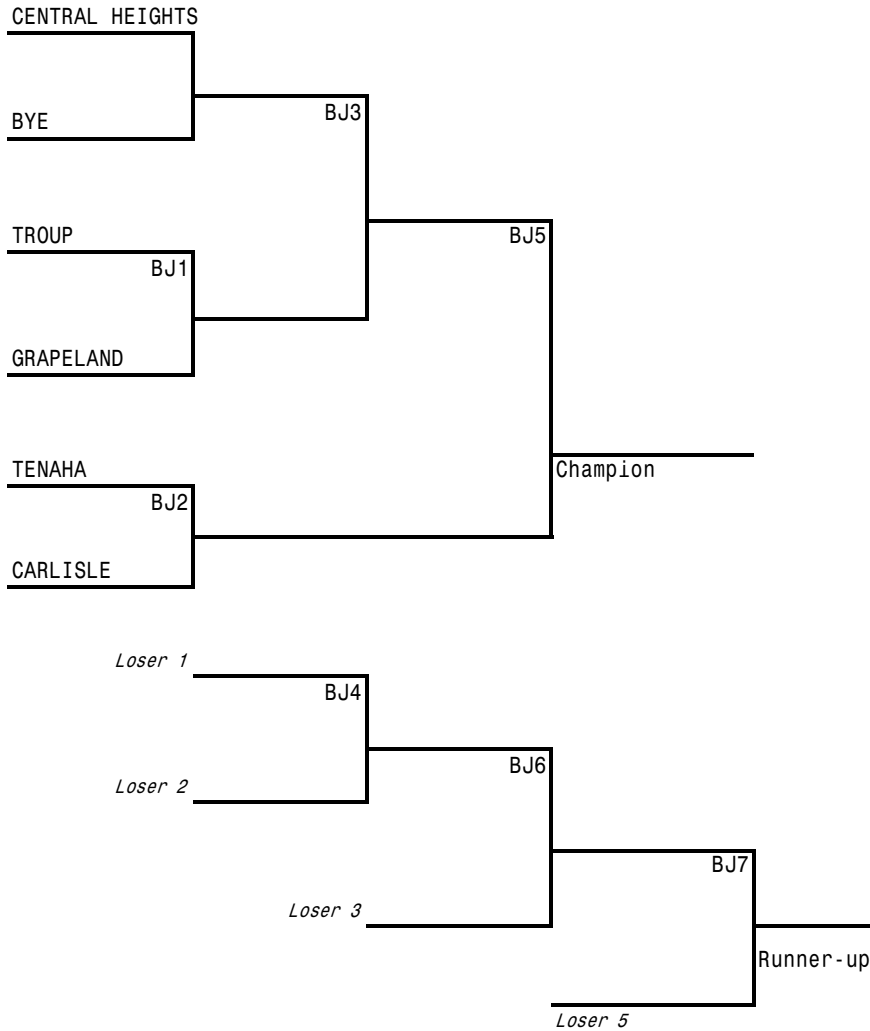 CENTRAL HEIGHTS
BJ3
BYE
TROUP
BJ5
BJ1
GRAPELAND
TENAHA
Champion
BJ2
CARLISLE
Loser 1
BJ4
Loser 2
BJ6
BJ7
Loser 3
Runner-up
Loser 5